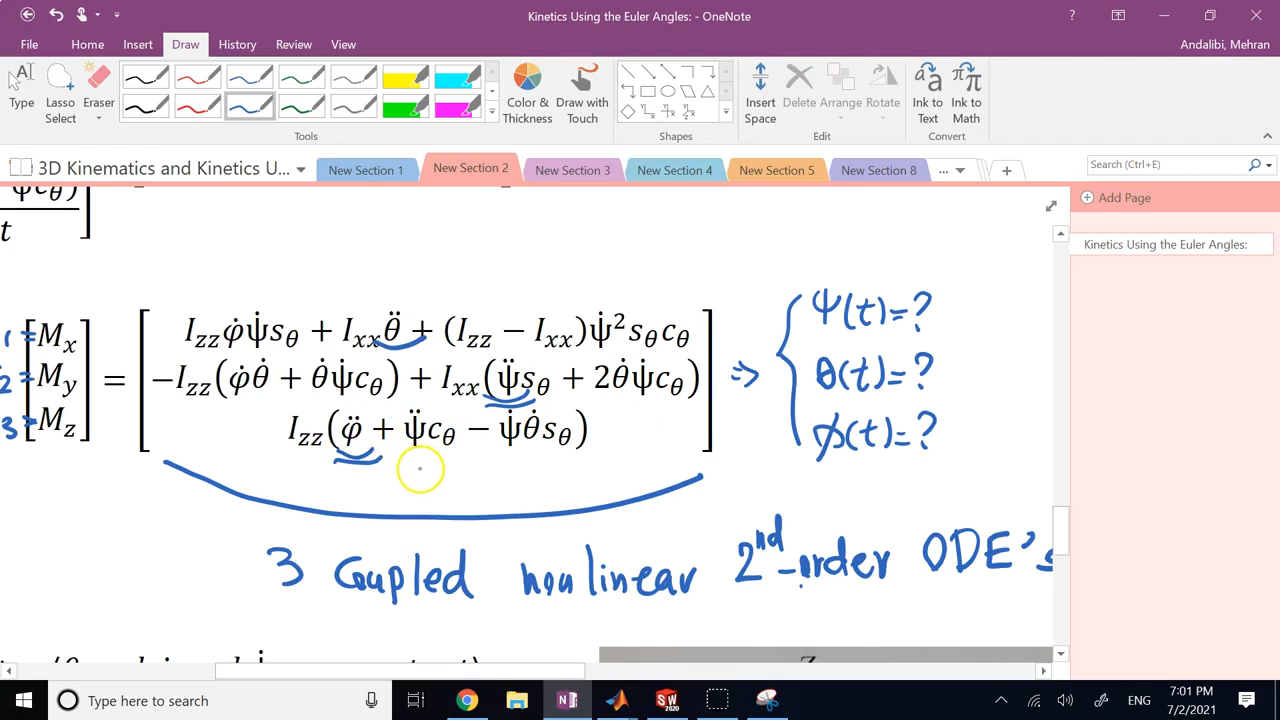 Kinetics Using the Euler Angles: - OneNote
Andalibi, Mehran
File Home Insert Draw History Review View
Type
Lasso Select
Eraser
Color & Thickness
Draw with Touch
Insert Space
Delete
Arrange
Rotate
Ink to Text
Ink to Math
Tools
Shapes
Edit
Convert
3D Kinematics and Kinetics U...
New Section 1
New Section 2
New Section 3
New Section 4
New Section 5
New Section 8
...
Search (Ctrl+E)
Add Page
Kinetics Using the Euler Angles:
t ]
1= [M_x] = [I_zz φ̇ψ̇s_θ + I_xx θ̈ + (I_zz − I_xx)ψ̇²s_θc_θ] ⇒ { ψ(t)=?
2= [M_y] [−I_zz(φ̇θ̇ + θ̇ψ̇c_θ) + I_xx(ψ̈s_θ + 2θ̇ψ̇c_θ)] θ(t)=?
3= [M_z] [I_zz(φ̈ + ψ̈c_θ − ψ̇θ̇s_θ)] φ(t)=?
3 Coupled nonlinear 2nd-order ODE's
Type here to search
ENG
7:01 PM
7/2/2021